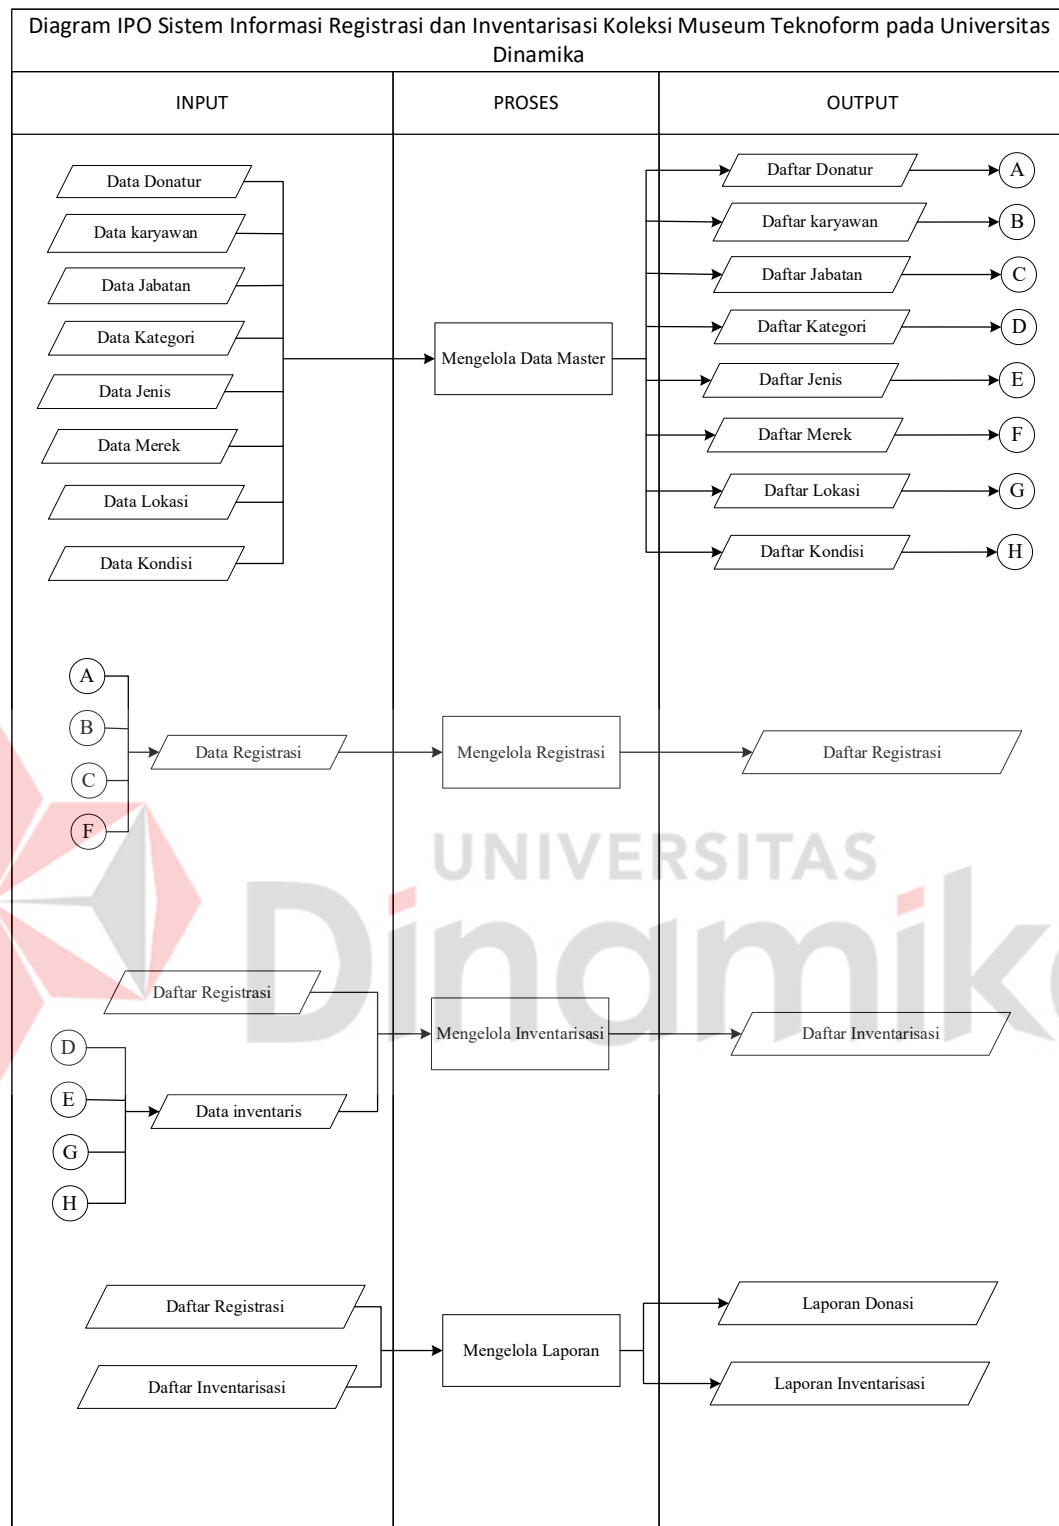 Diagram IPO Sistem Informasi Registrasi dan Inventarisasi Koleksi Museum Teknoform pada Universitas
Dinamika
INPUT
PROSES
OUTPUT
Data Donatur
Data karyawan
Data Jabatan
Data Kategori
Data Jenis
Data Merek
Data Lokasi
Data Kondisi
Mengelola Data Master
Daftar Donatur
A
Daftar karyawan
B
Daftar Jabatan
C
Daftar Kategori
D
Daftar Jenis
E
Daftar Merek
F
Daftar Lokasi
G
Daftar Kondisi
H
A
B
C
F
Data Registrasi
Mengelola Registrasi
Daftar Registrasi
UNIVERSITAS
Dinamika
Daftar Registrasi
D
E
G
H
Data inventaris
Mengelola Inventarisasi
Daftar Inventarisasi
Daftar Registrasi
Daftar Inventarisasi
Mengelola Laporan
Laporan Donasi
Laporan Inventarisasi